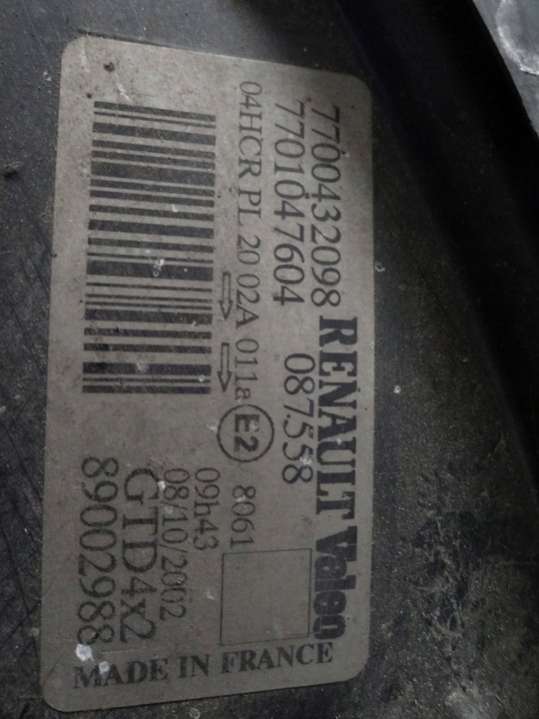 7700432098 RENAULT Valeo
7701047604 087558
04HCR PL 20 02A 011a E2 8061
09h43
08/10/2002
GTD4x2
89002988
MADE IN FRANCE